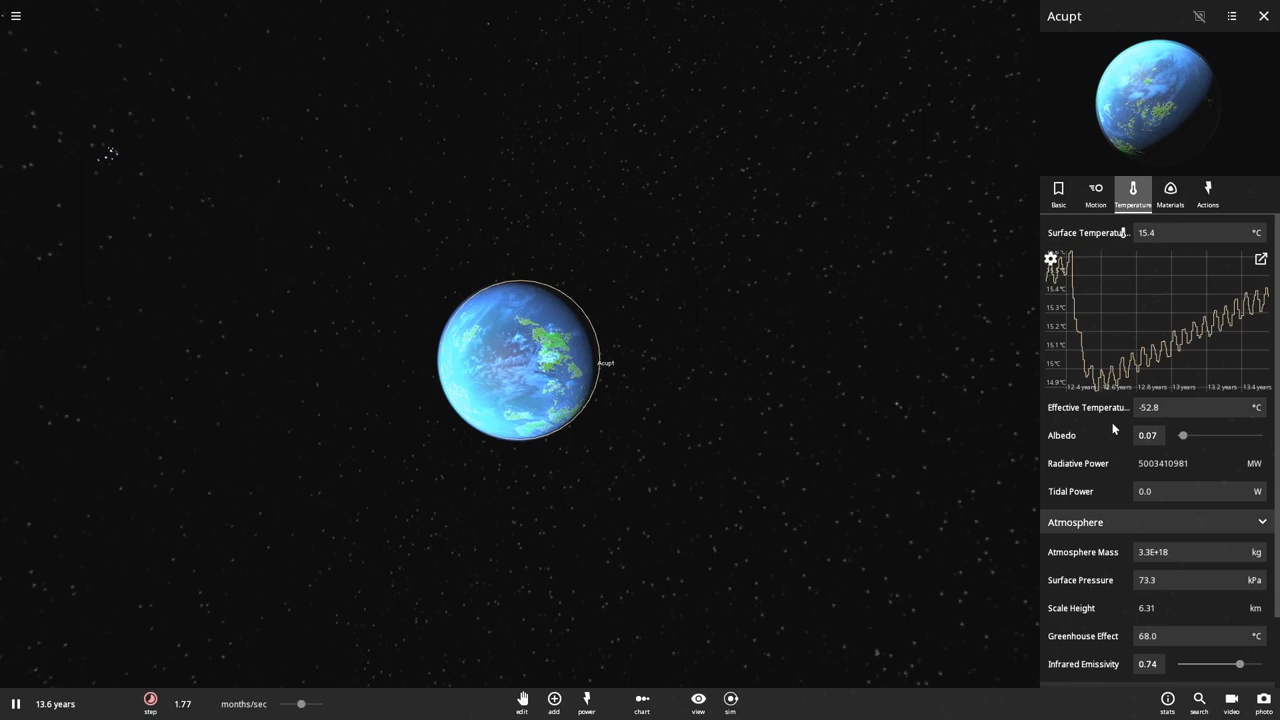 Acupt
Basic
Motion
Temperature
Materials
Actions
Surface Temperatu...
15.4
°C
15.4°C
15.3°C
15.2°C
15.1°C
15°C
14.9°C
12.4 years
12.6 years
12.8 years
13 years
13.2 years
13.4 years
Effective Temperatu...
-52.8
°C
Albedo
0.07
Radiative Power
5003410981
MW
Tidal Power
0.0
W
Atmosphere
Atmosphere Mass
3.3E+18
kg
Surface Pressure
73.3
kPa
Scale Height
6.31
km
Greenhouse Effect
68.0
°C
Infrared Emissivity
0.74
Acupt
13.6 years
step
1.77
months/sec
edit
add
power
chart
view
sim
stats
search
video
photo